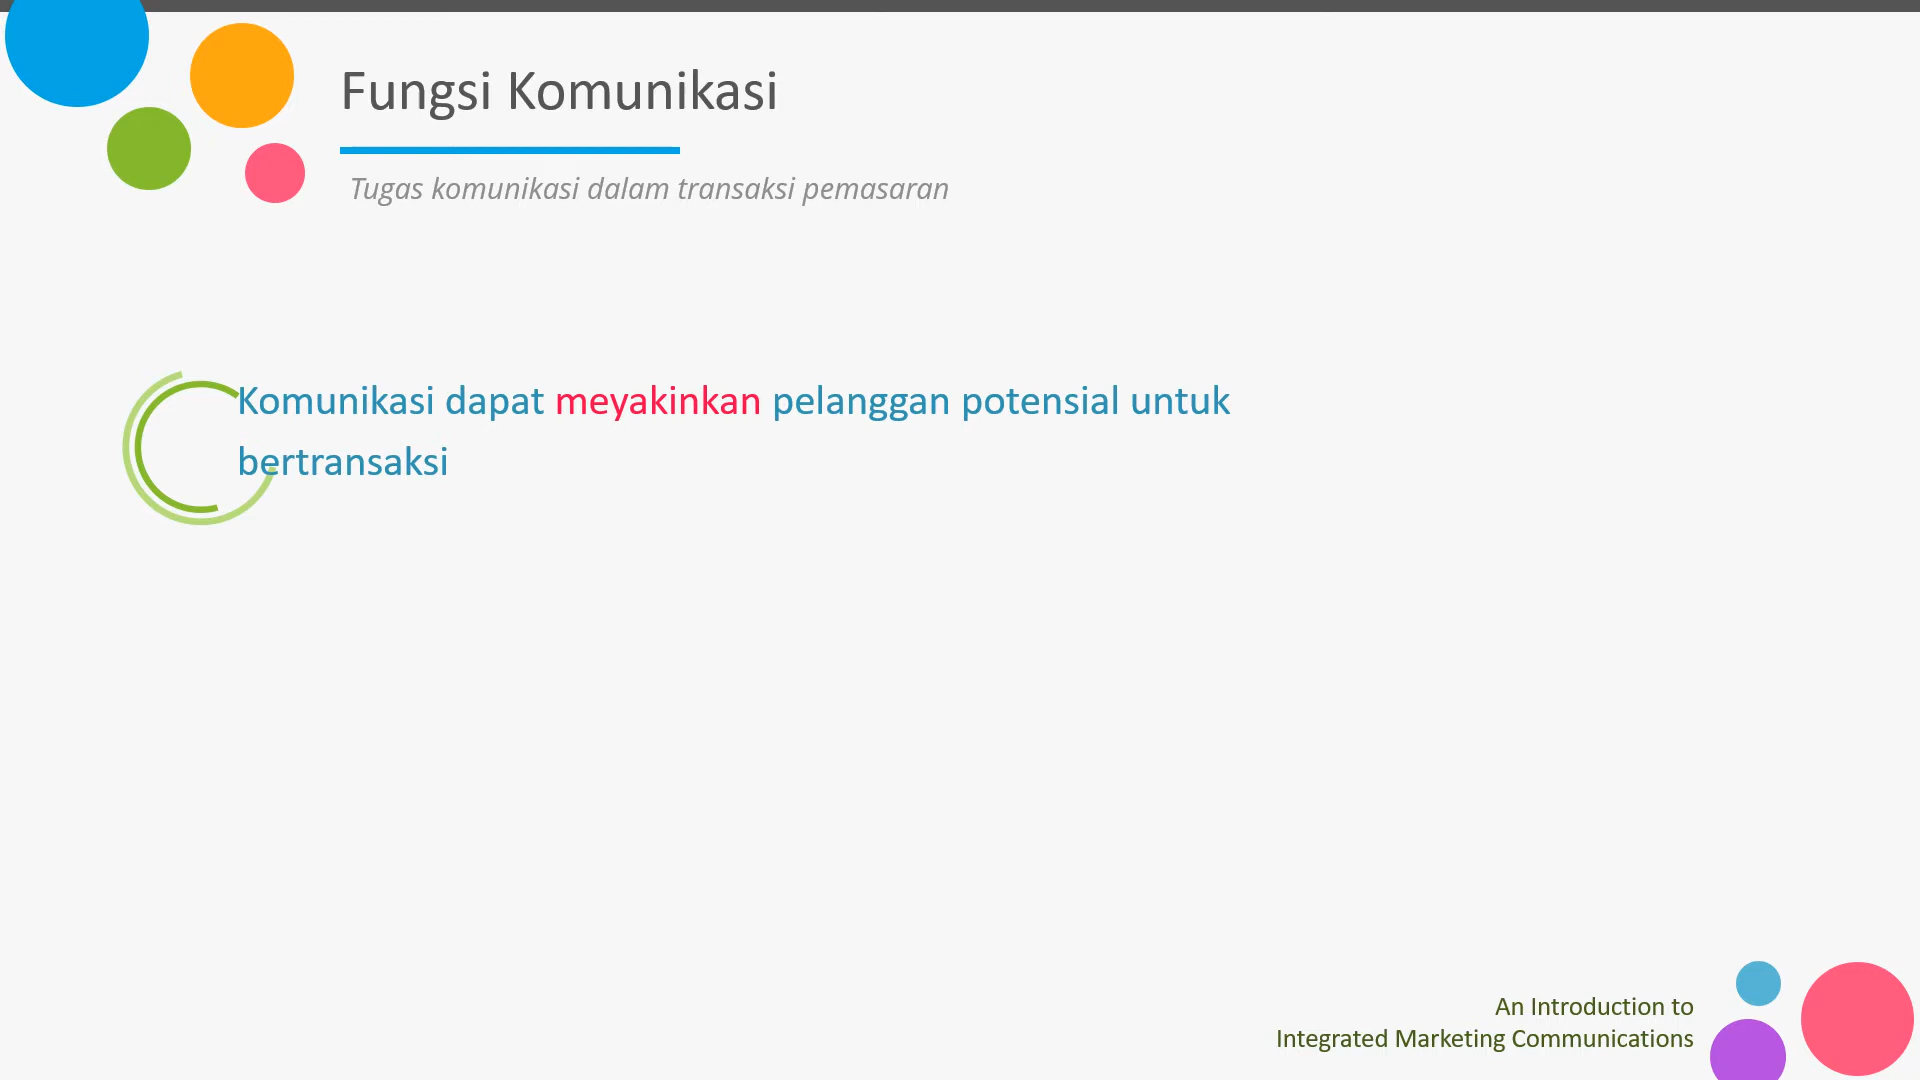 Fungsi Komunikasi
Tugas komunikasi dalam transaksi pemasaran
Komunikasi dapat meyakinkan pelanggan potensial untuk
bertransaksi
An Introduction to
Integrated Marketing Communications